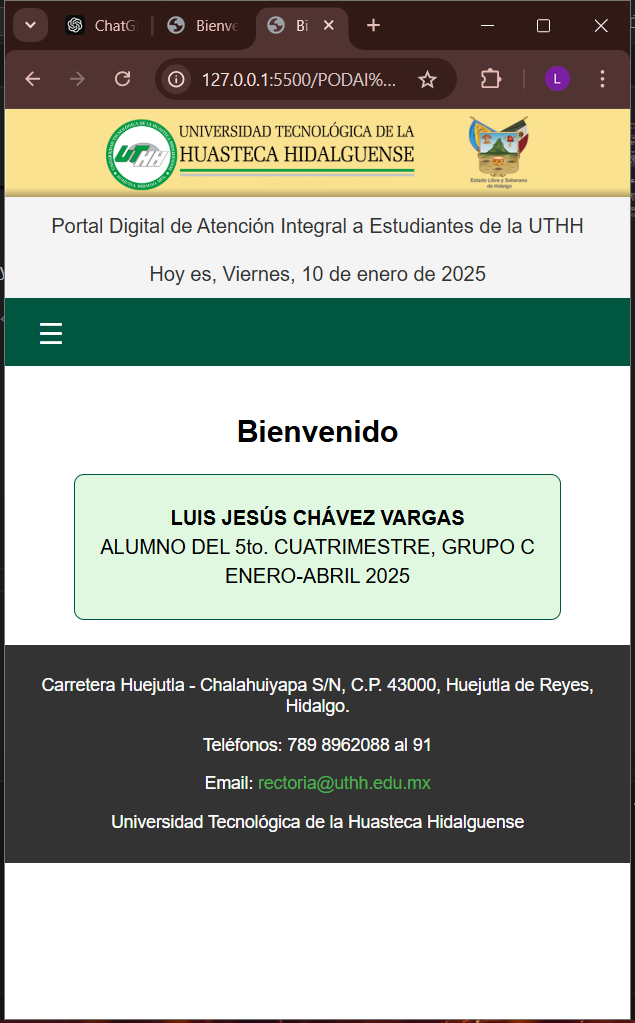 ChatG
Bienve
Bi
127.0.0.1:5500/PODAI%...
L
UTHH
UNIVERSIDAD TECNOLÓGICA DE LA
HUASTECA HIDALGUENSE
Estado Libre y Soberano
de Hidalgo
Portal Digital de Atención Integral a Estudiantes de la UTHH
Hoy es, Viernes, 10 de enero de 2025
Bienvenido
LUIS JESÚS CHÁVEZ VARGAS
ALUMNO DEL 5to. CUATRIMESTRE, GRUPO C
ENERO-ABRIL 2025
Carretera Huejutla - Chalahuiyapa S/N, C.P. 43000, Huejutla de Reyes,
Hidalgo.
Teléfonos: 789 8962088 al 91
Email: rectoria@uthh.edu.mx
Universidad Tecnológica de la Huasteca Hidalguense